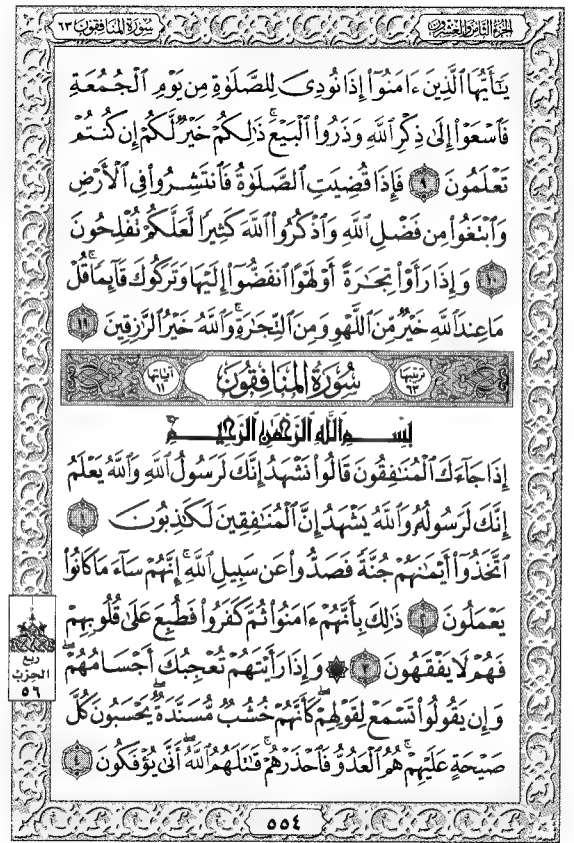 الجزء الثامن والعشرون
سورة المنافقون ٦٣
يَـٰٓأَيُّهَا ٱلَّذِينَ ءَامَنُوٓا۟ إِذَا نُودِىَ لِلصَّلَوٰةِ مِن يَوْمِ ٱلْجُمُعَةِ
فَٱسْعَوْا۟ إِلَىٰ ذِكْرِ ٱللَّهِ وَذَرُوا۟ ٱلْبَيْعَ ۚ ذَٰلِكُمْ خَيْرٌ لَّكُمْ إِن كُنتُمْ
تَعْلَمُونَ ٩ فَإِذَا قُضِيَتِ ٱلصَّلَوٰةُ فَٱنتَشِرُوا۟ فِى ٱلْأَرْضِ
وَٱبْتَغُوا۟ مِن فَضْلِ ٱللَّهِ وَٱذْكُرُوا۟ ٱللَّهَ كَثِيرًا لَّعَلَّكُمْ تُفْلِحُونَ
١٠ وَإِذَا رَأَوْا۟ تِجَـٰرَةً أَوْ لَهْوًا ٱنفَضُّوٓا۟ إِلَيْهَا وَتَرَكُوكَ قَآئِمًا ۚ قُلْ
مَا عِندَ ٱللَّهِ خَيْرٌ مِّنَ ٱللَّهْوِ وَمِنَ ٱلتِّجَـٰرَةِ ۚ وَٱللَّهُ خَيْرُ ٱلرَّٰزِقِينَ ١١
ترتيبها ٦٣ سُورَةُ المُنَافِقُونَ آياتها ١١
بِسْمِ ٱللَّهِ ٱلرَّحْمَـٰنِ ٱلرَّحِيمِ
إِذَا جَآءَكَ ٱلْمُنَـٰفِقُونَ قَالُوا۟ نَشْهَدُ إِنَّكَ لَرَسُولُ ٱللَّهِ ۗ وَٱللَّهُ يَعْلَمُ
إِنَّكَ لَرَسُولُهُۥ وَٱللَّهُ يَشْهَدُ إِنَّ ٱلْمُنَـٰفِقِينَ لَكَـٰذِبُونَ ١
ٱتَّخَذُوٓا۟ أَيْمَـٰنَهُمْ جُنَّةً فَصَدُّوا۟ عَن سَبِيلِ ٱللَّهِ ۚ إِنَّهُمْ سَآءَ مَا كَانُوا۟
يَعْمَلُونَ ٢ ذَٰلِكَ بِأَنَّهُمْ ءَامَنُوا۟ ثُمَّ كَفَرُوا۟ فَطُبِعَ عَلَىٰ قُلُوبِهِمْ
فَهُمْ لَا يَفْقَهُونَ ٣ ۞ وَإِذَا رَأَيْتَهُمْ تُعْجِبُكَ أَجْسَامُهُمْ ۖ
وَإِن يَقُولُوا۟ تَسْمَعْ لِقَوْلِهِمْ ۖ كَأَنَّهُمْ خُشُبٌ مُّسَنَّدَةٌ ۖ يَحْسَبُونَ كُلَّ
صَيْحَةٍ عَلَيْهِمْ ۚ هُمُ ٱلْعَدُوُّ فَٱحْذَرْهُمْ ۚ قَـٰتَلَهُمُ ٱللَّهُ ۖ أَنَّىٰ يُؤْفَكُونَ ٤
ربع
الحزب
٥٦
٥٥٤